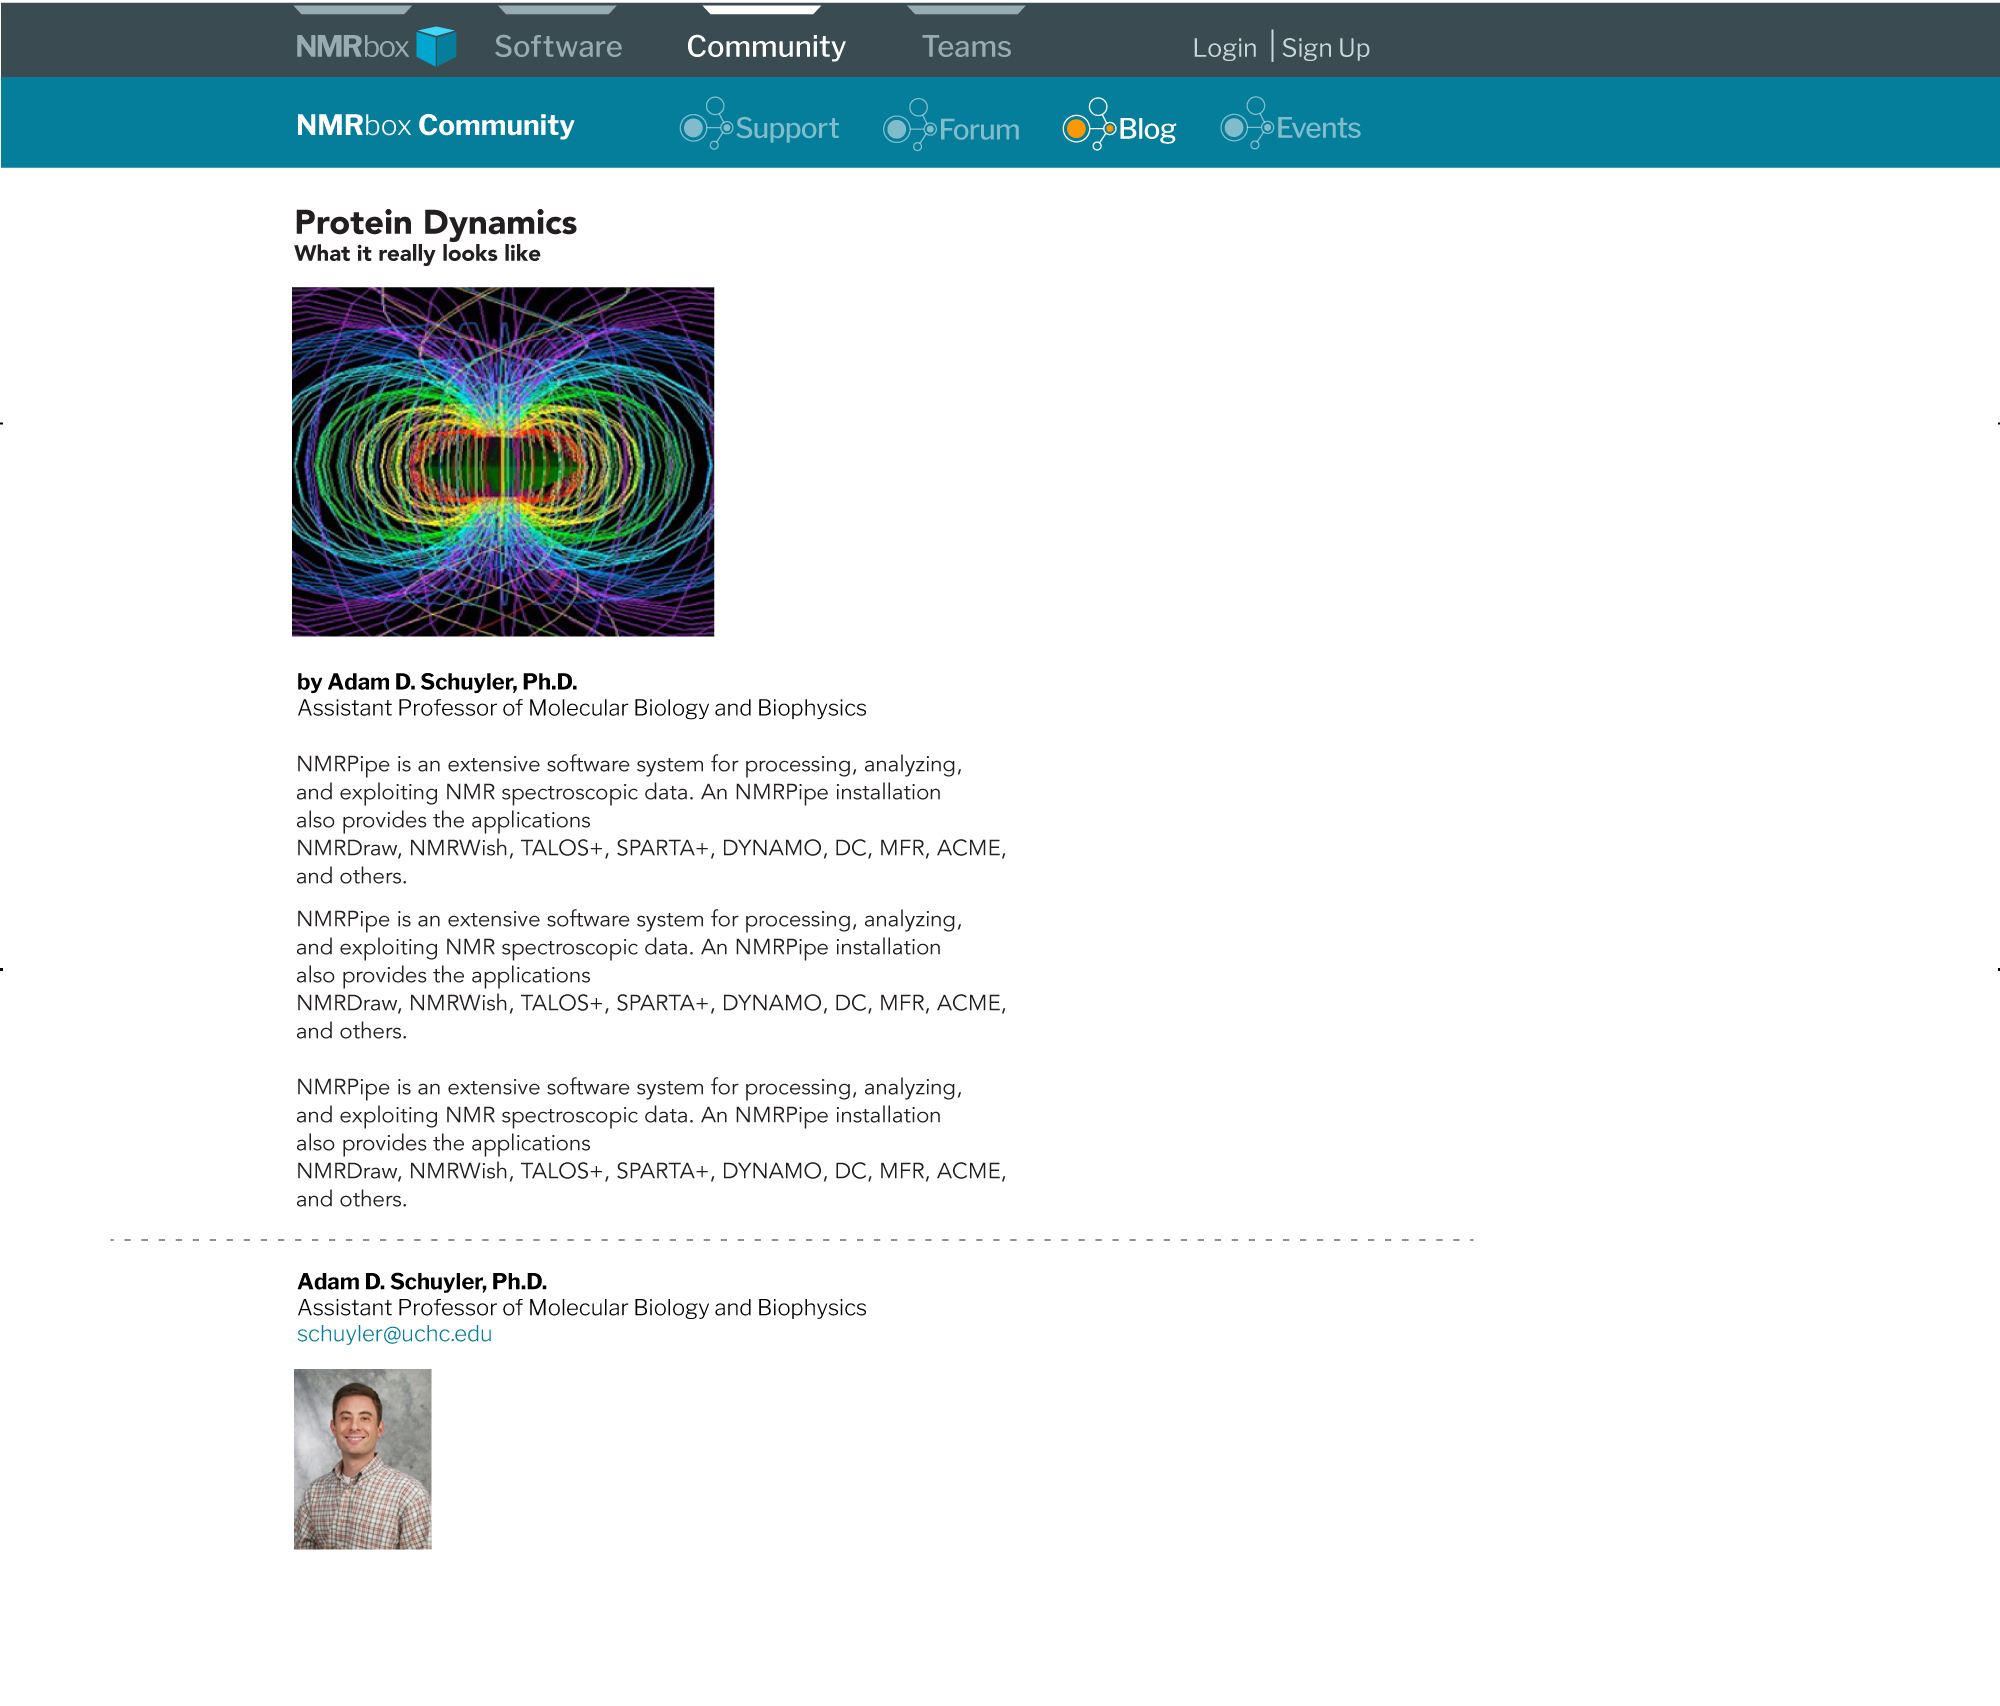 NMRbox Software Community Teams Login | Sign Up
NMRbox Community Support Forum Blog Events
Protein Dynamics
What it really looks like
by Adam D. Schuyler, Ph.D.
Assistant Professor of Molecular Biology and Biophysics
NMRPipe is an extensive software system for processing, analyzing,
and exploiting NMR spectroscopic data. An NMRPipe installation
also provides the applications
NMRDraw, NMRWish, TALOS+, SPARTA+, DYNAMO, DC, MFR, ACME,
and others.
NMRPipe is an extensive software system for processing, analyzing,
and exploiting NMR spectroscopic data. An NMRPipe installation
also provides the applications
NMRDraw, NMRWish, TALOS+, SPARTA+, DYNAMO, DC, MFR, ACME,
and others.
NMRPipe is an extensive software system for processing, analyzing,
and exploiting NMR spectroscopic data. An NMRPipe installation
also provides the applications
NMRDraw, NMRWish, TALOS+, SPARTA+, DYNAMO, DC, MFR, ACME,
and others.
Adam D. Schuyler, Ph.D.
Assistant Professor of Molecular Biology and Biophysics
schuyler@uchc.edu